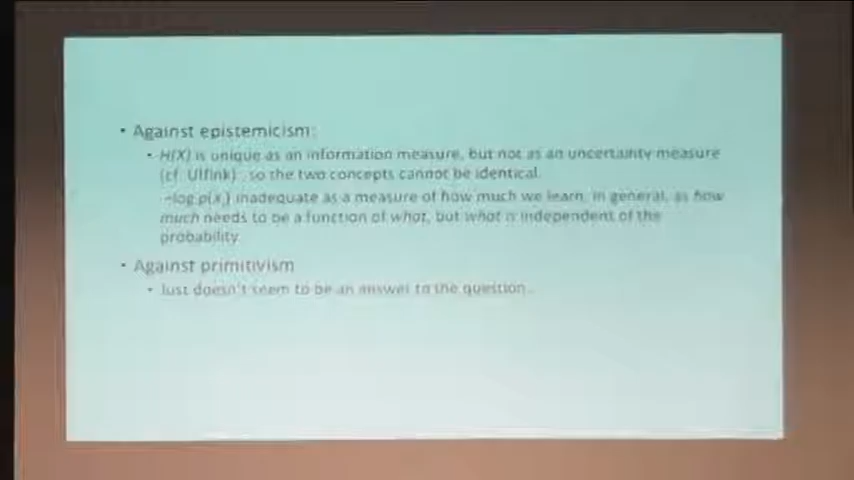 • Against epistemicism:
• H(X) is unique as an information measure, but not as an uncertainty measure
(cf. Uffink) , so the two concepts cannot be identical.
−log p(xᵢ) inadequate as a measure of how much we learn, in general, as how
much needs to be a function of what, but what is independent of the
probability.
• Against primitivism
• Just doesn't seem to be an answer to the question..